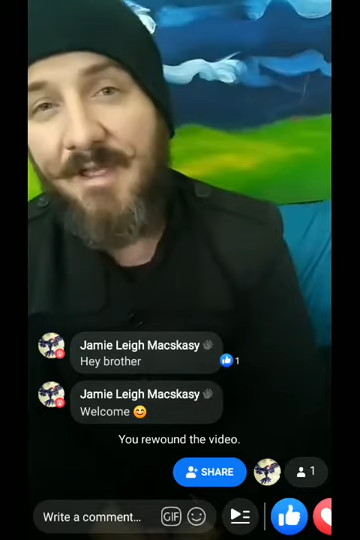 Jamie Leigh Macskasy
Hey brother
1
Jamie Leigh Macskasy
Welcome 😊
You rewound the video.
SHARE
1
Write a comment...
GIF